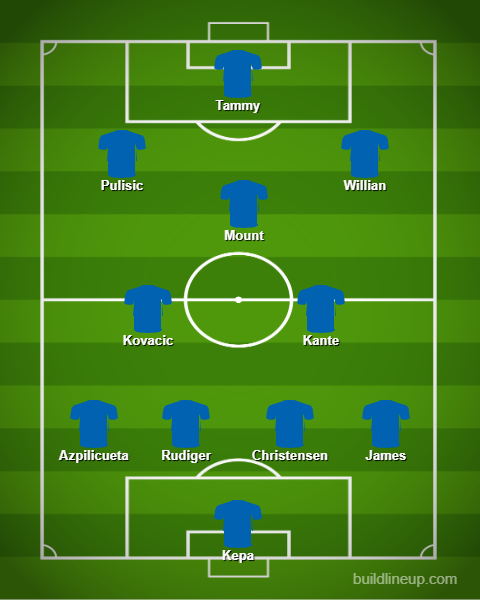 Tammy
Pulisic
Willian
Mount
Kovacic
Kante
Azpilicueta
Rudiger
Christensen
James
Kepa
buildlineup.com